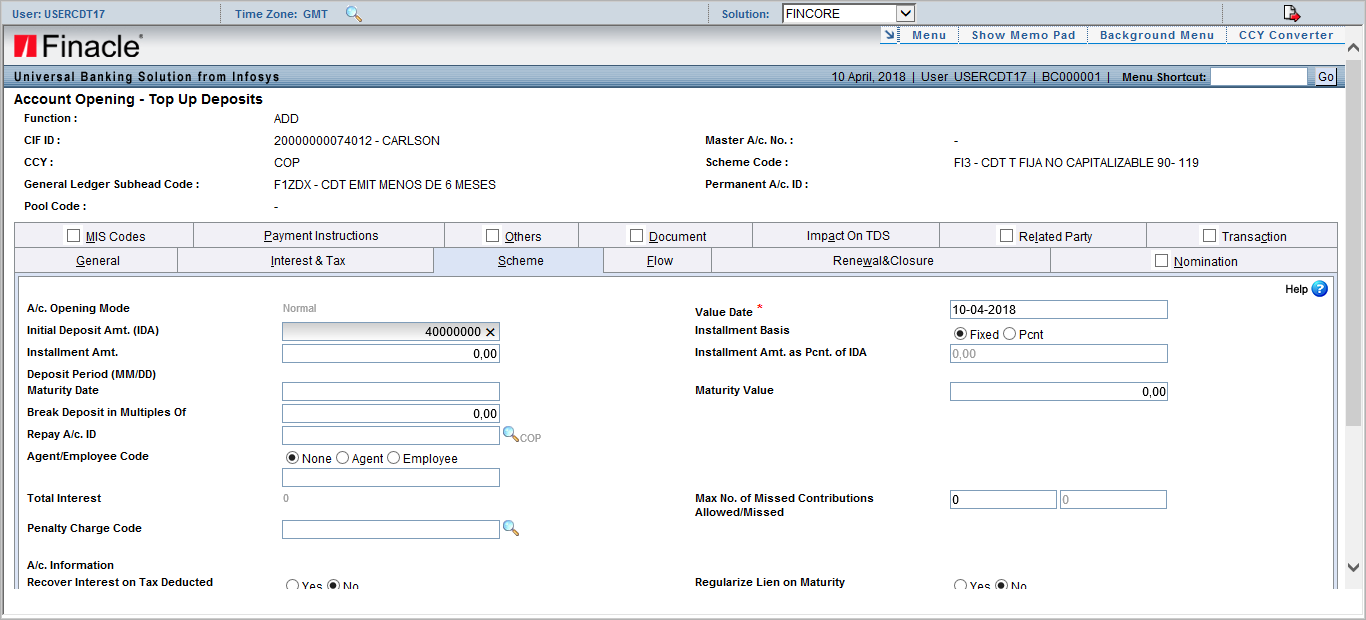 User: USERCDT17 Time Zone: GMT Solution: FINCORE
Finacle Menu Show Memo Pad Background Menu CCY Converter
Universal Banking Solution from Infosys 10 April, 2018 | User USERCDT17 | BC000001 | Menu Shortcut: Go
Account Opening - Top Up Deposits
Function : ADD
CIF ID : 20000000074012 - CARLSON Master A/c. No. : -
CCY : COP Scheme Code : FI3 - CDT T FIJA NO CAPITALIZABLE 90- 119
General Ledger Subhead Code : F1ZDX - CDT EMIT MENOS DE 6 MESES Permanent A/c. ID :
Pool Code : -
MIS Codes Payment Instructions Others Document Impact On TDS Related Party Transaction
General Interest & Tax Scheme Flow Renewal&Closure Nomination
Help ?
A/c. Opening Mode Normal Value Date * 10-04-2018
Initial Deposit Amt. (IDA) 40000000 Installment Basis Fixed Pcnt
Installment Amt. 0,00 Installment Amt. as Pcnt. of IDA 0,00
Deposit Period (MM/DD)
Maturity Date Maturity Value 0,00
Break Deposit in Multiples Of 0,00
Repay A/c. ID COP
Agent/Employee Code None Agent Employee
Total Interest 0 Max No. of Missed Contributions 0 0
Allowed/Missed
Penalty Charge Code
A/c. Information
Recover Interest on Tax Deducted Yes No Regularize Lien on Maturity Yes No